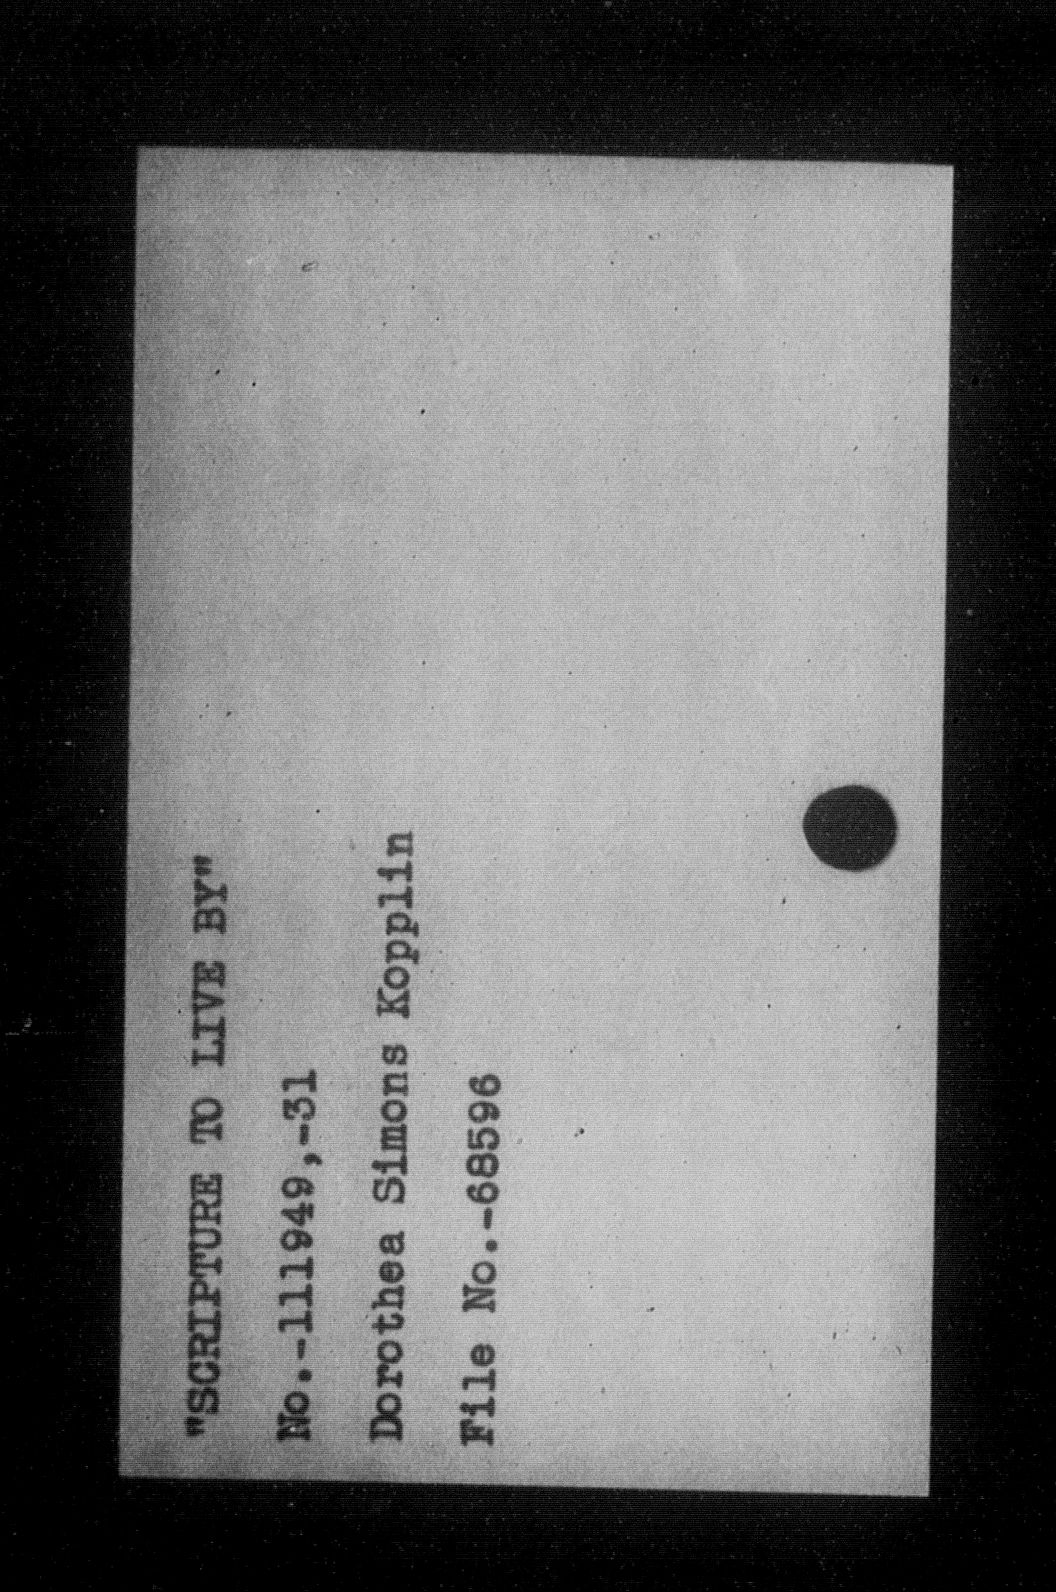 "SCRIPTURE TO LIVE BY"
No.-111949,-31
Dorothea Simons Kopplin
File No.-68596